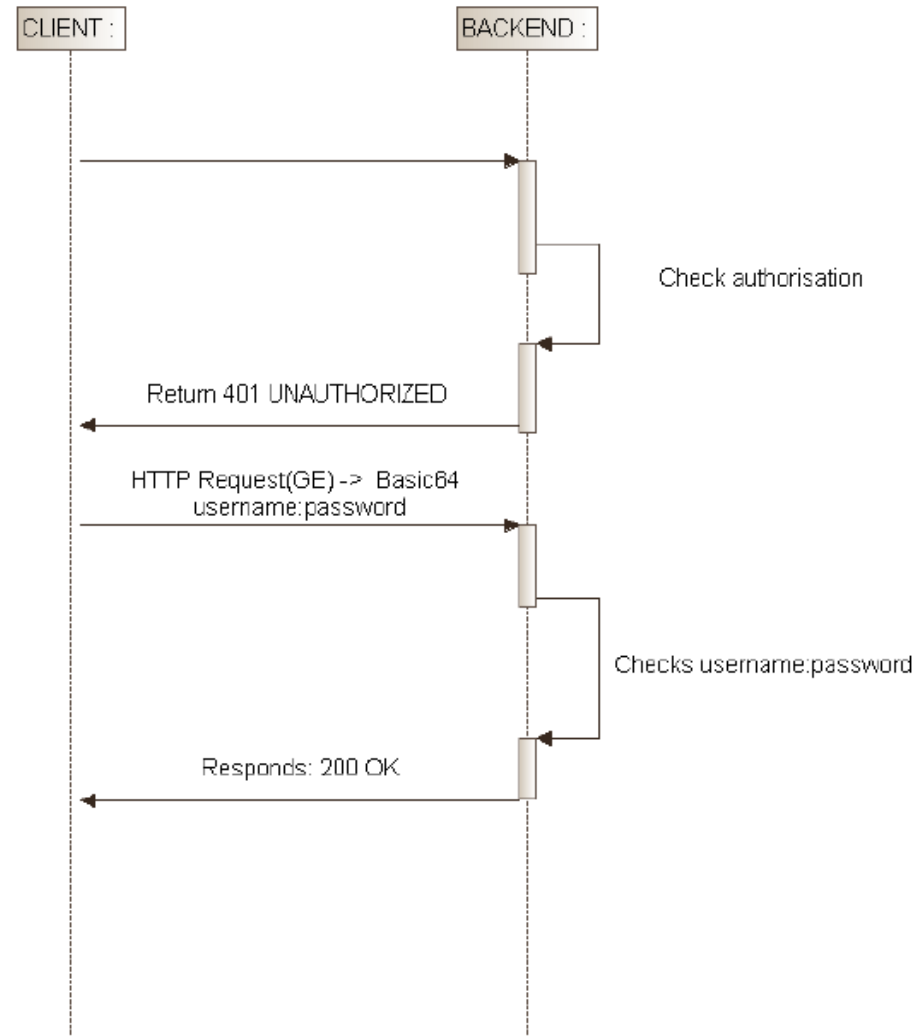 CLIENT :
BACKEND :
Check authorisation
Return 401 UNAUTHORIZED
HTTP Request(GE) -> Basic64
username:password
Checks username:password
Responds: 200 OK